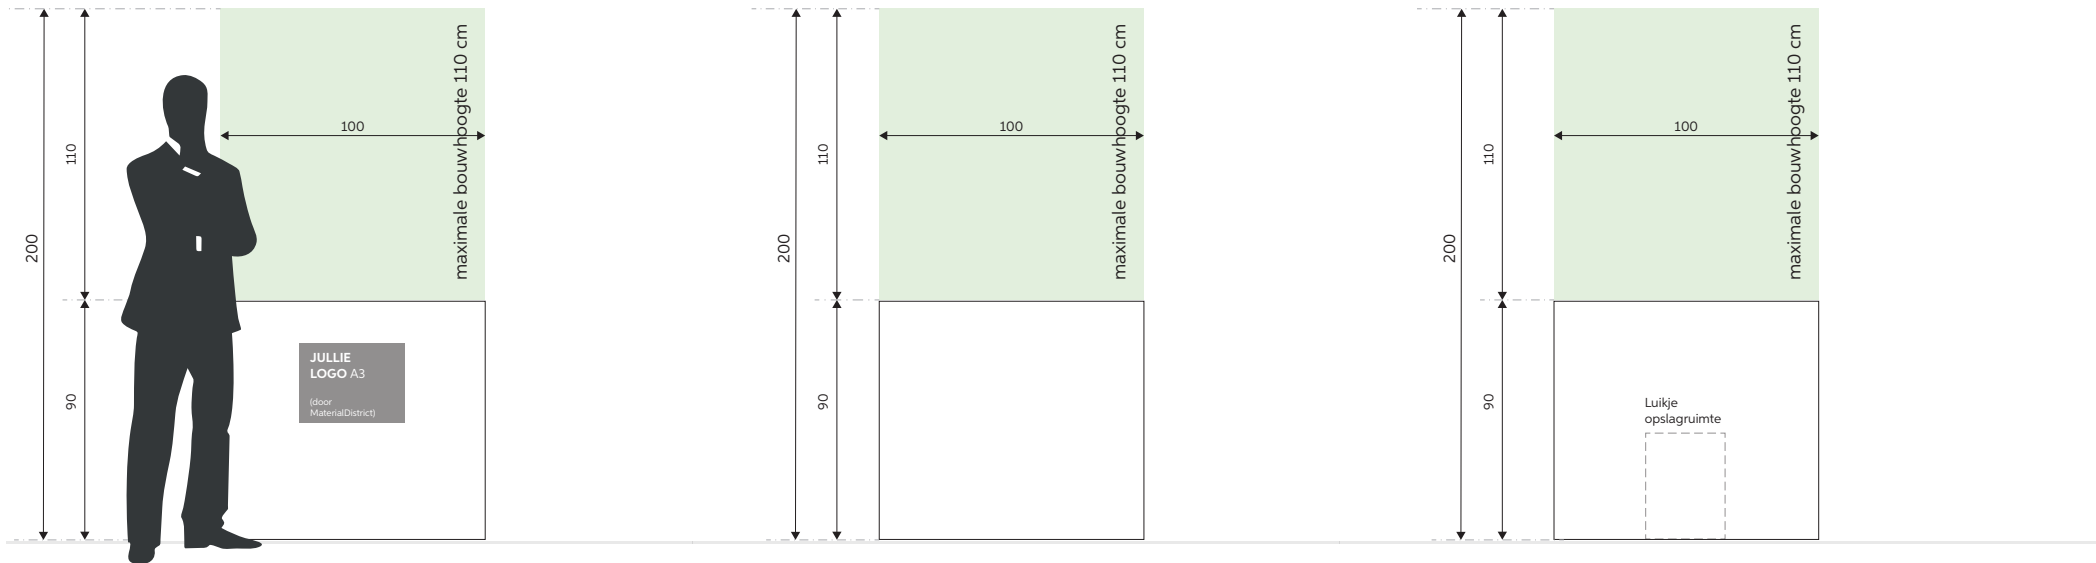 200
110
90
100
maximale bouwhoogte 110 cm
JULLIE
LOGO A3
(door
MaterialDistrict)
200
110
90
100
maximale bouwhoogte 110 cm
200
110
90
100
maximale bouwhoogte 110 cm
Luikje
opslagruimte